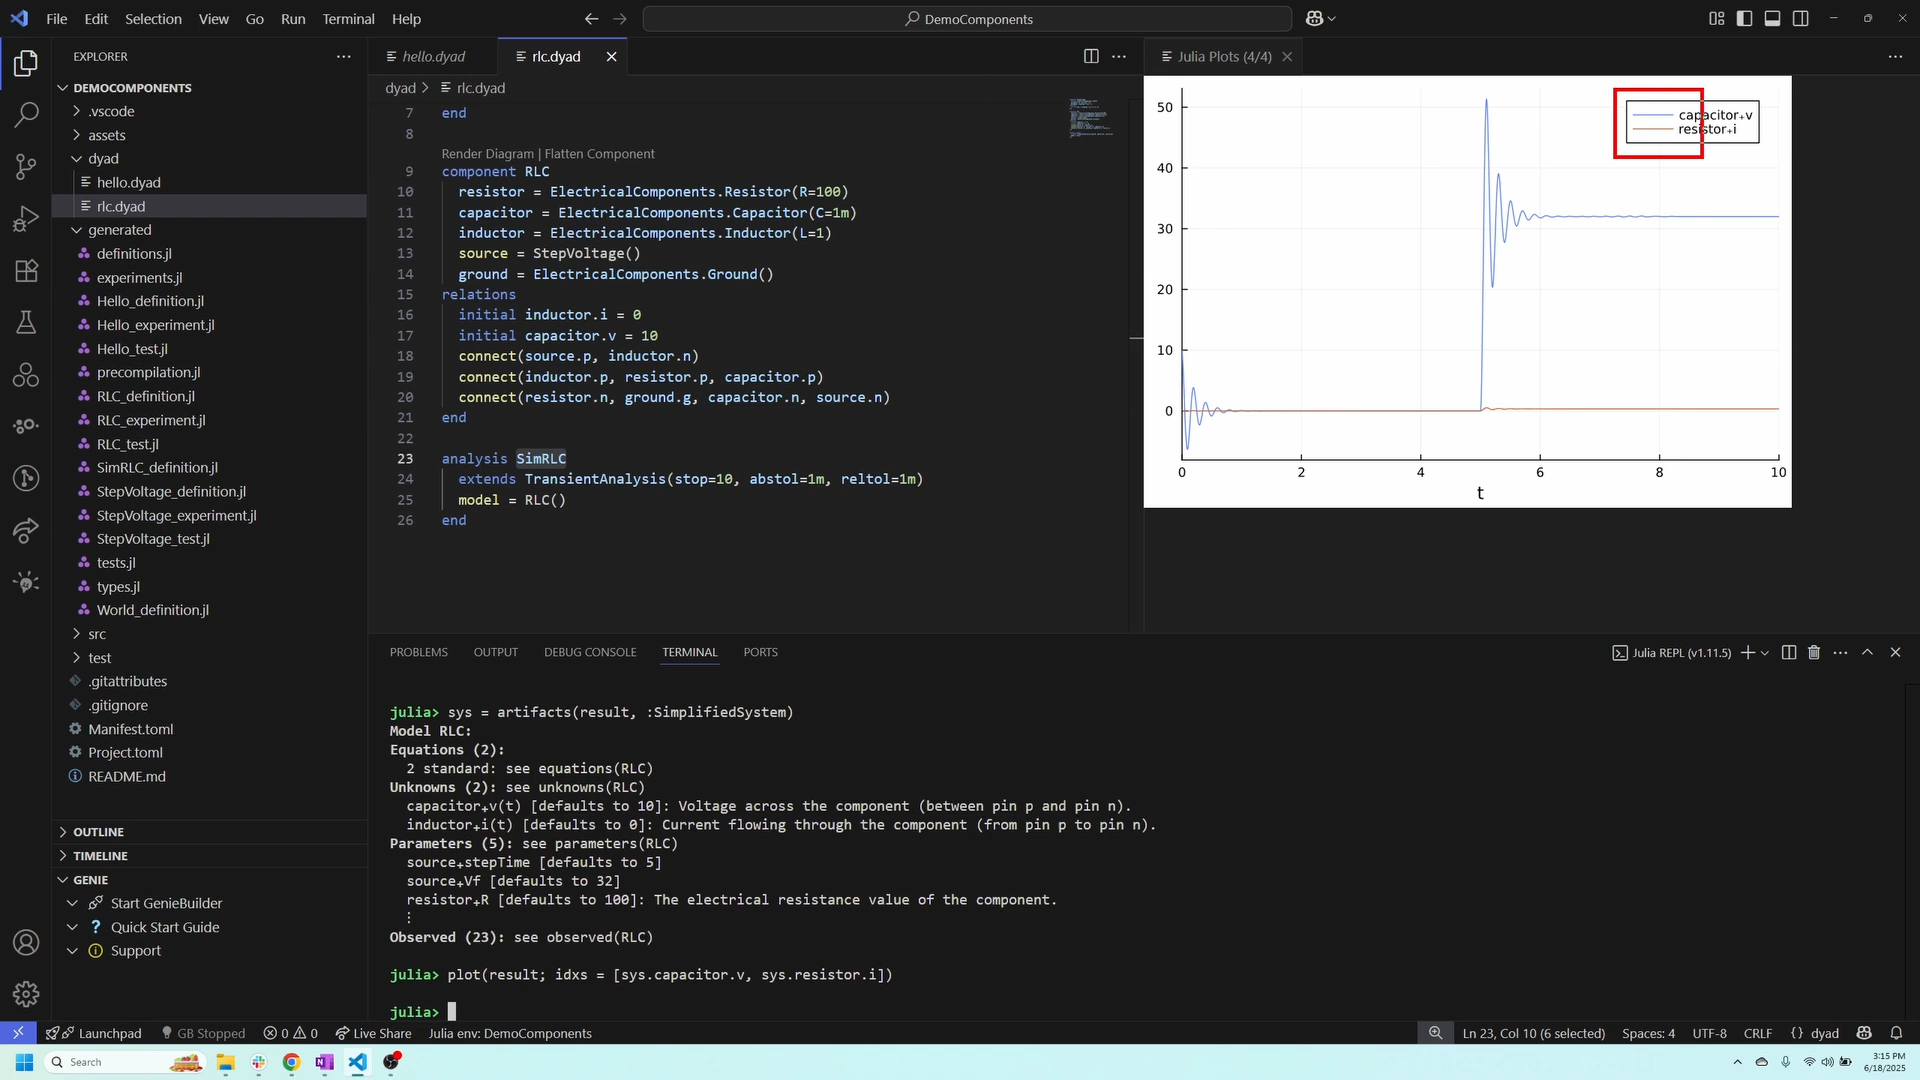 File Edit Selection View Go Run Terminal Help
DemoComponents
EXPLORER
DEMOCOMPONENTS
.vscode
assets
dyad
hello.dyad
rlc.dyad
generated
definitions.jl
experiments.jl
Hello_definition.jl
Hello_experiment.jl
Hello_test.jl
precompilation.jl
RLC_definition.jl
RLC_experiment.jl
RLC_test.jl
SimRLC_definition.jl
StepVoltage_definition.jl
StepVoltage_experiment.jl
StepVoltage_test.jl
tests.jl
types.jl
World_definition.jl
src
test
.gitattributes
.gitignore
Manifest.toml
Project.toml
README.md
OUTLINE
TIMELINE
GENIE
Start GenieBuilder
Quick Start Guide
Support
hello.dyad rlc.dyad
dyad > rlc.dyad
7 end
8
Render Diagram | Flatten Component
9 component RLC
10 resistor = ElectricalComponents.Resistor(R=100)
11 capacitor = ElectricalComponents.Capacitor(C=1m)
12 inductor = ElectricalComponents.Inductor(L=1)
13 source = StepVoltage()
14 ground = ElectricalComponents.Ground()
15 relations
16 initial inductor.i = 0
17 initial capacitor.v = 10
18 connect(source.p, inductor.n)
19 connect(inductor.p, resistor.p, capacitor.p)
20 connect(resistor.n, ground.g, capacitor.n, source.n)
21 end
22
23 analysis SimRLC
24 extends TransientAnalysis(stop=10, abstol=1m, reltol=1m)
25 model = RLC()
26 end
Julia Plots (4/4)
capacitor₊v
resistor₊i
50
40
30
20
10
0
0 2 4 6 8 10
t
PROBLEMS OUTPUT DEBUG CONSOLE TERMINAL PORTS
Julia REPL (v1.11.5)
julia> sys = artifacts(result, :SimplifiedSystem)
Model RLC:
Equations (2):
2 standard: see equations(RLC)
Unknowns (2): see unknowns(RLC)
capacitor₊v(t) [defaults to 10]: Voltage across the component (between pin p and pin n).
inductor₊i(t) [defaults to 0]: Current flowing through the component (from pin p to pin n).
Parameters (5): see parameters(RLC)
source₊stepTime [defaults to 5]
source₊Vf [defaults to 32]
resistor₊R [defaults to 100]: The electrical resistance value of the component.
⋮
Observed (23): see observed(RLC)
julia> plot(result; idxs = [sys.capacitor.v, sys.resistor.i])
julia>
Launchpad GB Stopped 0 0 Live Share Julia env: DemoComponents
Ln 23, Col 10 (6 selected) Spaces: 4 UTF-8 CRLF {} dyad
Search
3:15 PM
6/18/2025